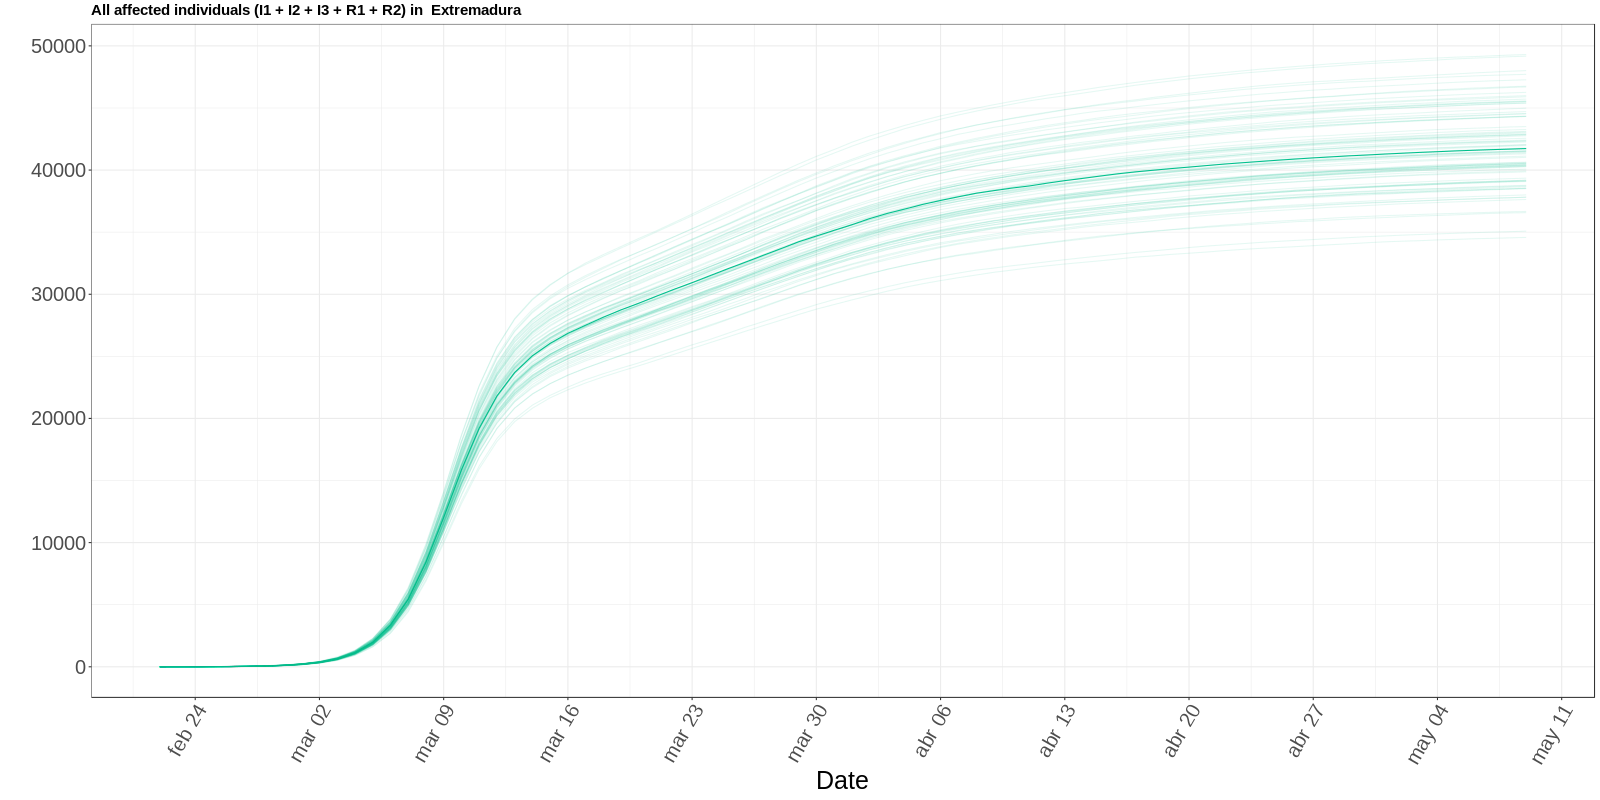 All affected individuals (I1 + I2 + I3 + R1 + R2) in  Extremadura
50000
40000
30000
20000
10000
0
feb 24
mar 02
mar 09
mar 16
mar 23
mar 30
abr 06
abr 13
abr 20
abr 27
may 04
may 11
Date